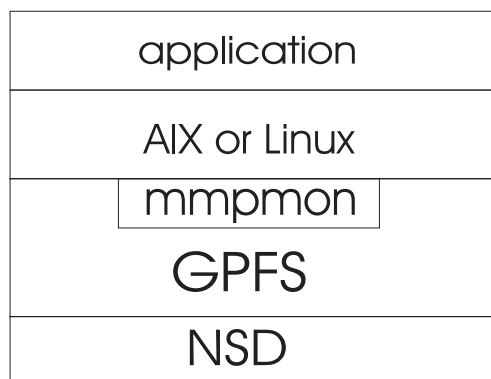 application
AIX or Linux
mmpmon
GPFS
NSD